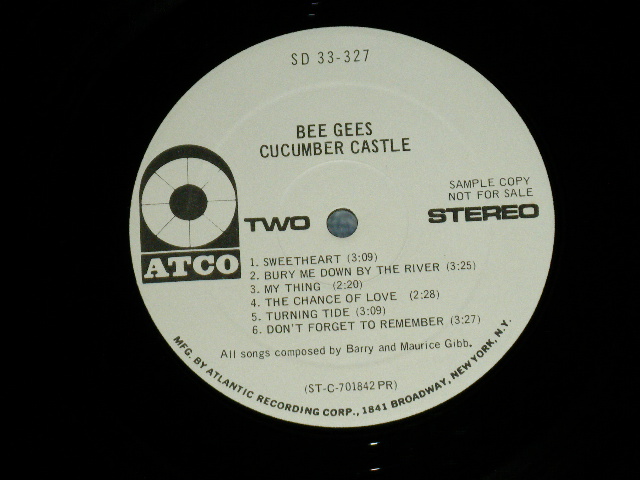 SD 33-327
BEE GEES
CUCUMBER CASTLE
SAMPLE COPY
NOT FOR SALE
TWO
STEREO
ATCO
1. SWEETHEART (3:09)
2. BURY ME DOWN BY THE RIVER (3:25)
3. MY THING (2:20)
4. THE CHANCE OF LOVE (2:28)
5. TURNING TIDE (3:09)
6. DON'T FORGET TO REMEMBER (3:27)
All songs composed by Barry and Maurice Gibb.
(ST-C-701842 PR)
MFG. BY ATLANTIC RECORDING CORP., 1841 BROADWAY, NEW YORK, N.Y.